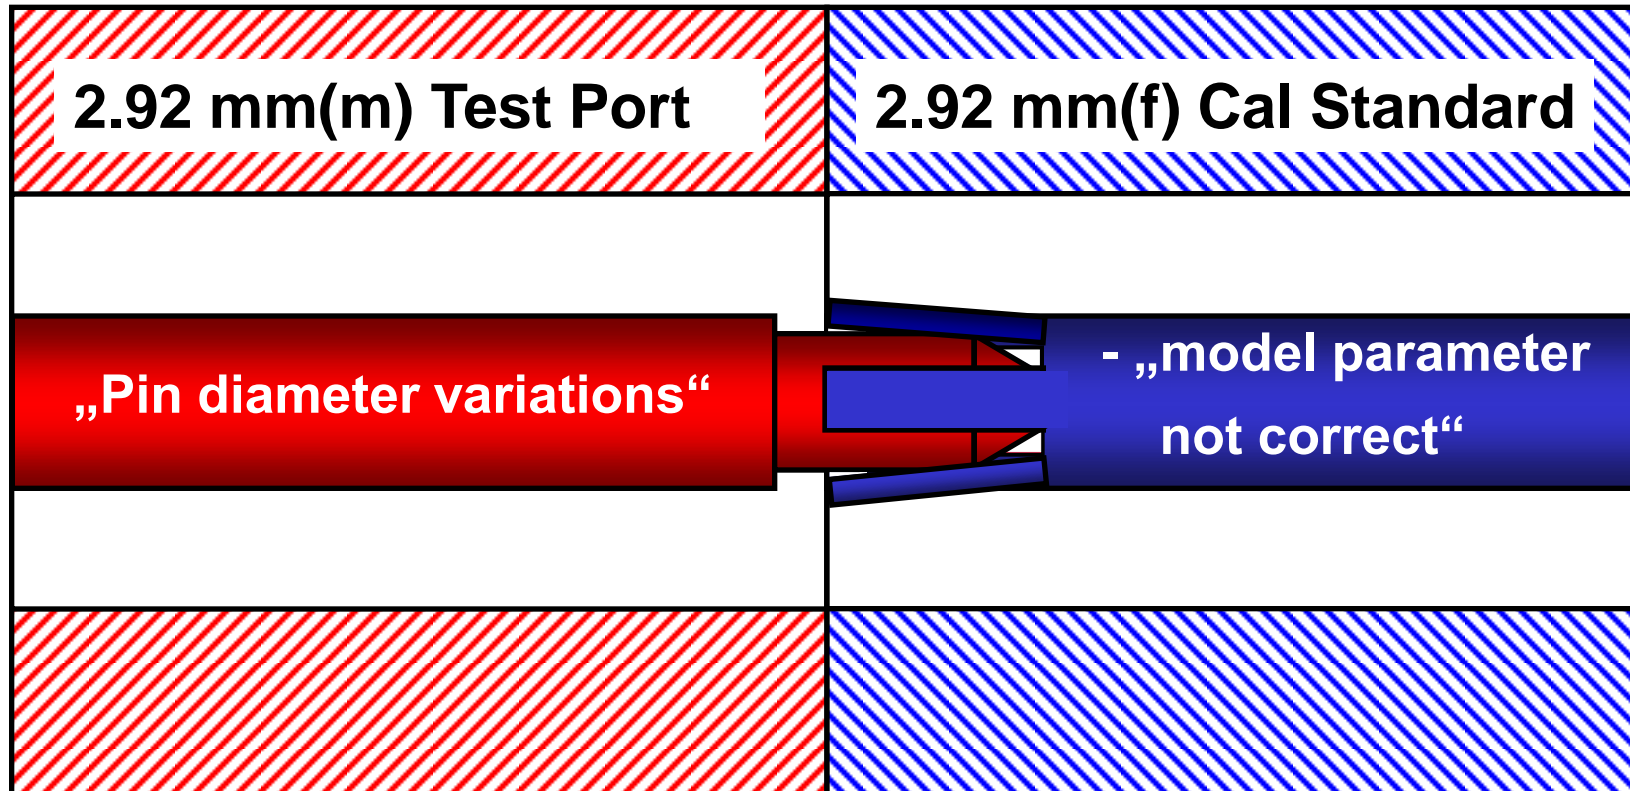 2.92 mm(m) Test Port
2.92 mm(f) Cal Standard
„Pin diameter variations“
- „model parameter
not correct“